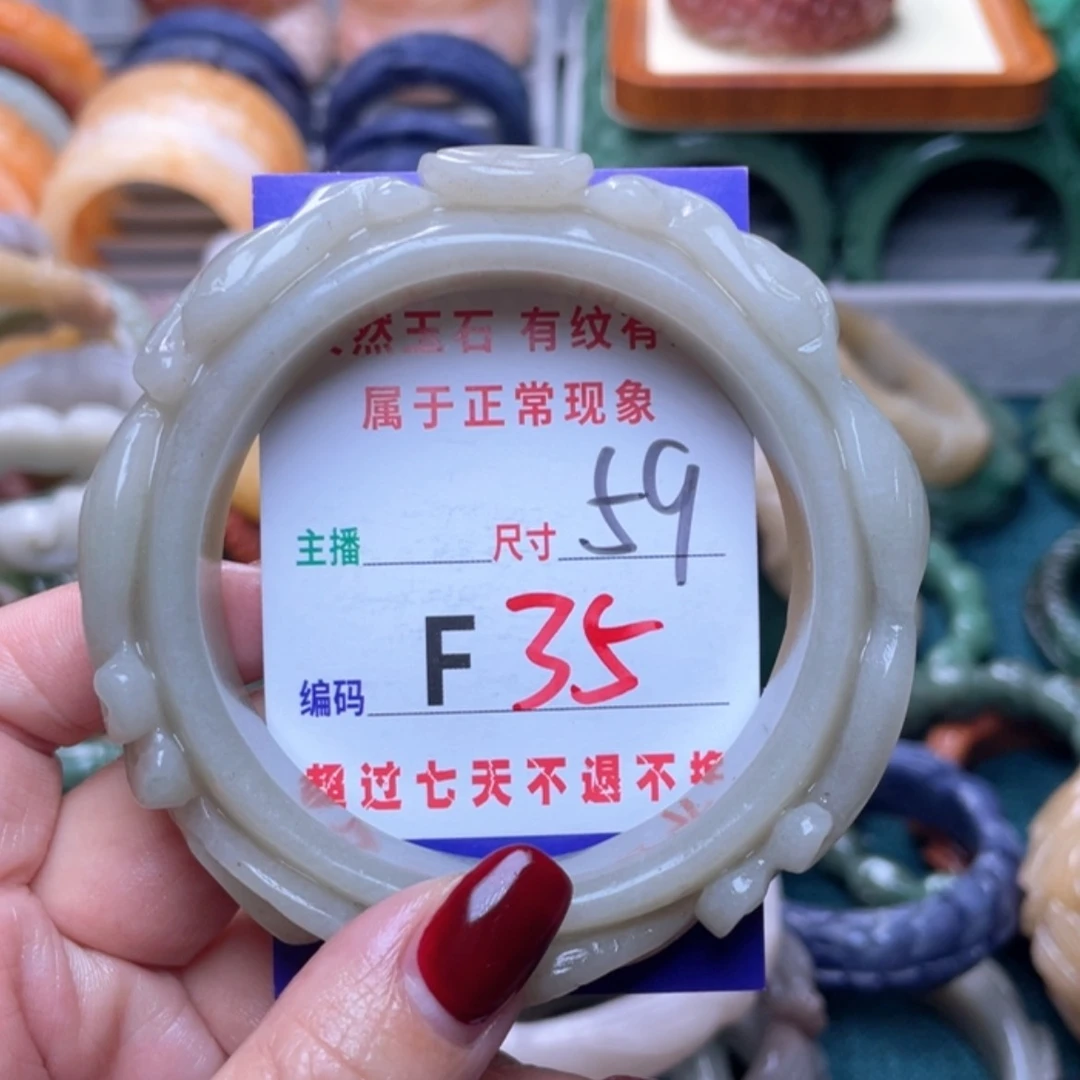 然玉石 有纹有
属于正常现象
主播 尺寸 59
编码 F 35
超过七天不退不换